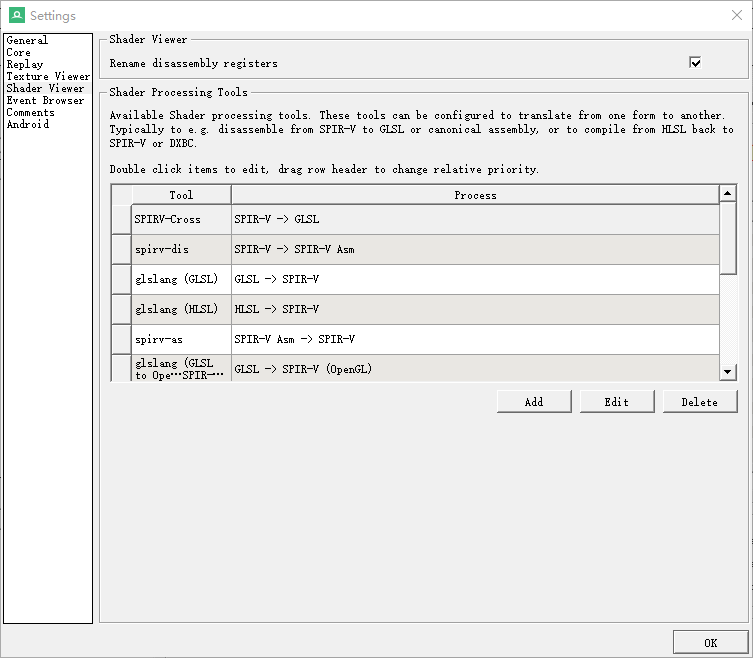 Settings
General
Core
Replay
Texture Viewer
Shader Viewer
Event Browser
Comments
Android
Shader Viewer
Rename disassembly registers
Shader Processing Tools
Available Shader processing tools. These tools can be configured to translate from one form to another.
Typically to e.g. disassemble from SPIR-V to GLSL or canonical assembly, or to compile from HLSL back to
SPIR-V or DXBC.
Double click items to edit, drag row header to change relative priority.
Tool Process
SPIRV-Cross SPIR-V -> GLSL
spirv-dis SPIR-V -> SPIR-V Asm
glslang (GLSL) GLSL -> SPIR-V
glslang (HLSL) HLSL -> SPIR-V
spirv-as SPIR-V Asm -> SPIR-V
glslang (GLSL
to Ope…SPIR-… GLSL -> SPIR-V (OpenGL)
Add Edit Delete
OK